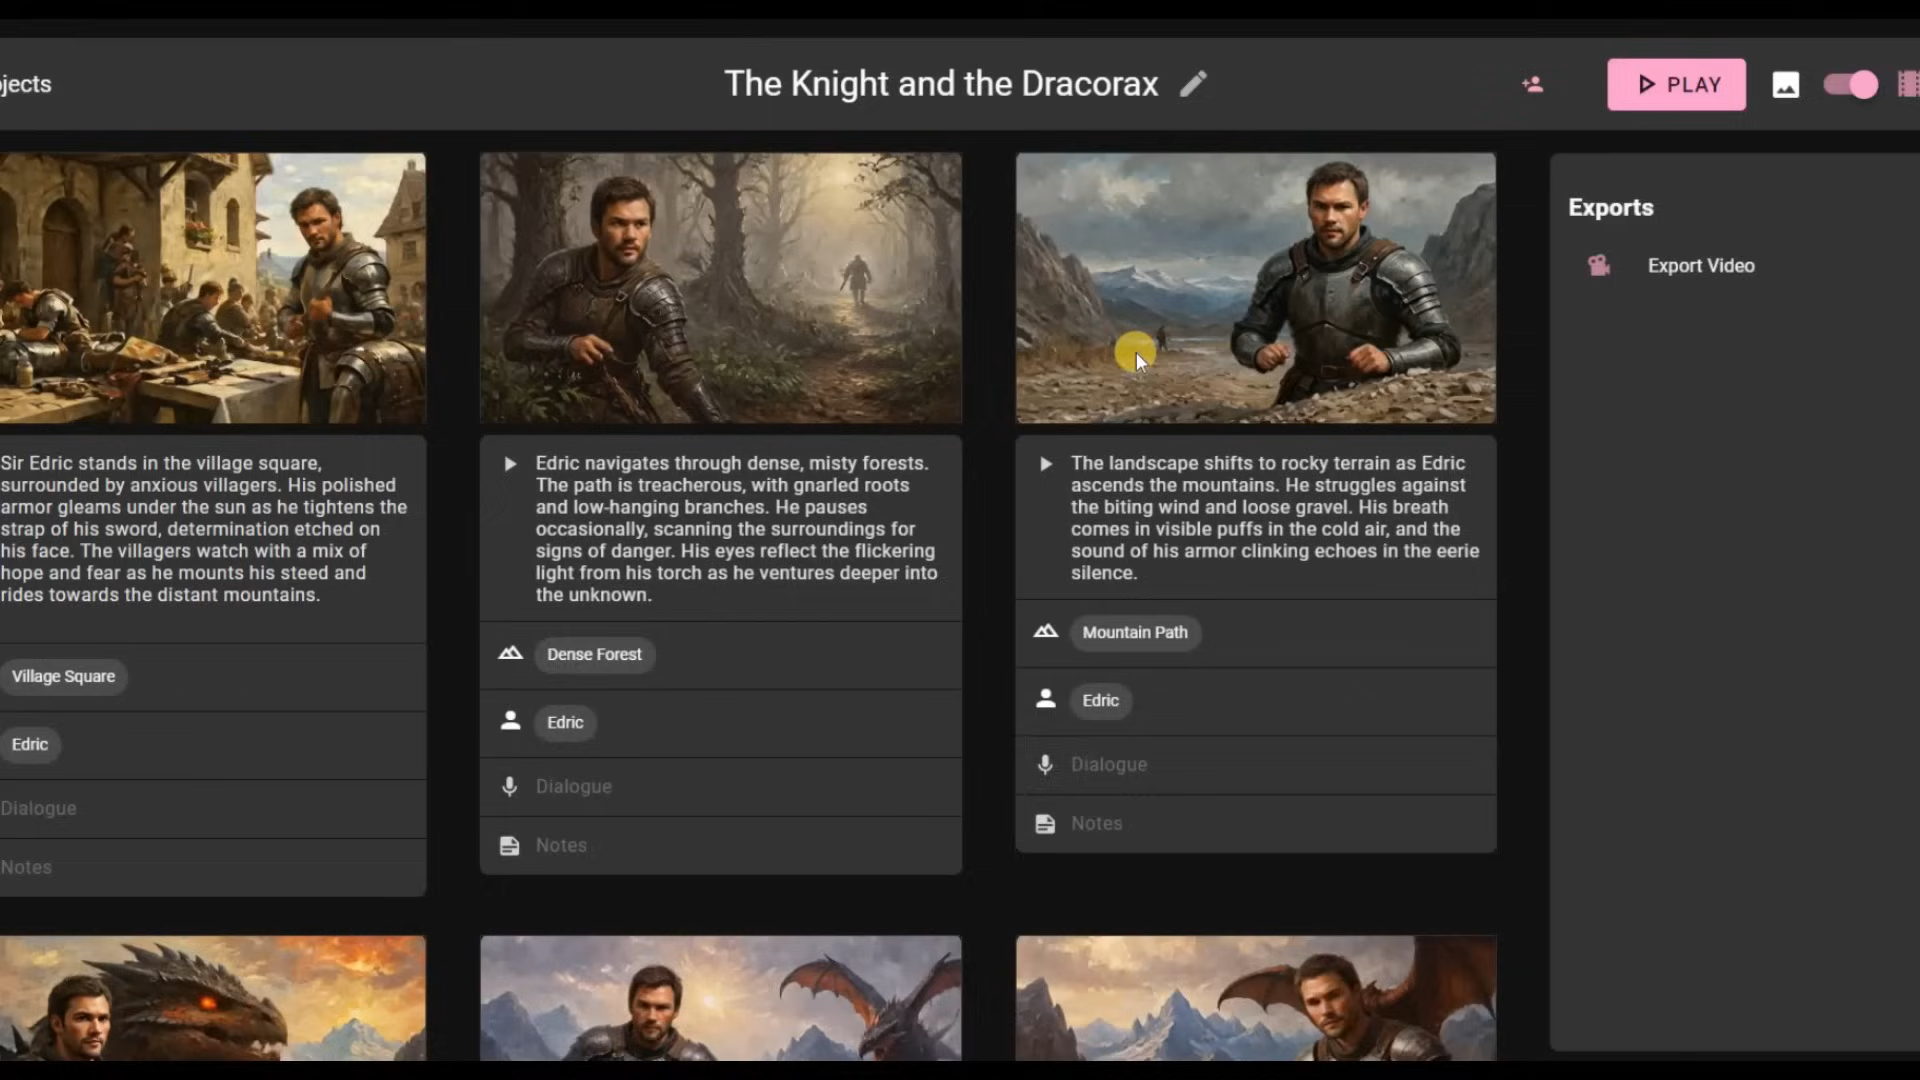 jects
The Knight and the Dracorax
PLAY
Sir Edric stands in the village square,
surrounded by anxious villagers. His polished
armor gleams under the sun as he tightens the
strap of his sword, determination etched on
his face. The villagers watch with a mix of
hope and fear as he mounts his steed and
rides towards the distant mountains.
Village Square
Edric
Dialogue
Notes
Edric navigates through dense, misty forests.
The path is treacherous, with gnarled roots
and low-hanging branches. He pauses
occasionally, scanning the surroundings for
signs of danger. His eyes reflect the flickering
light from his torch as he ventures deeper into
the unknown.
Dense Forest
Edric
Dialogue
Notes
The landscape shifts to rocky terrain as Edric
ascends the mountains. He struggles against
the biting wind and loose gravel. His breath
comes in visible puffs in the cold air, and the
sound of his armor clinking echoes in the eerie
silence.
Mountain Path
Edric
Dialogue
Notes
Exports
Export Video